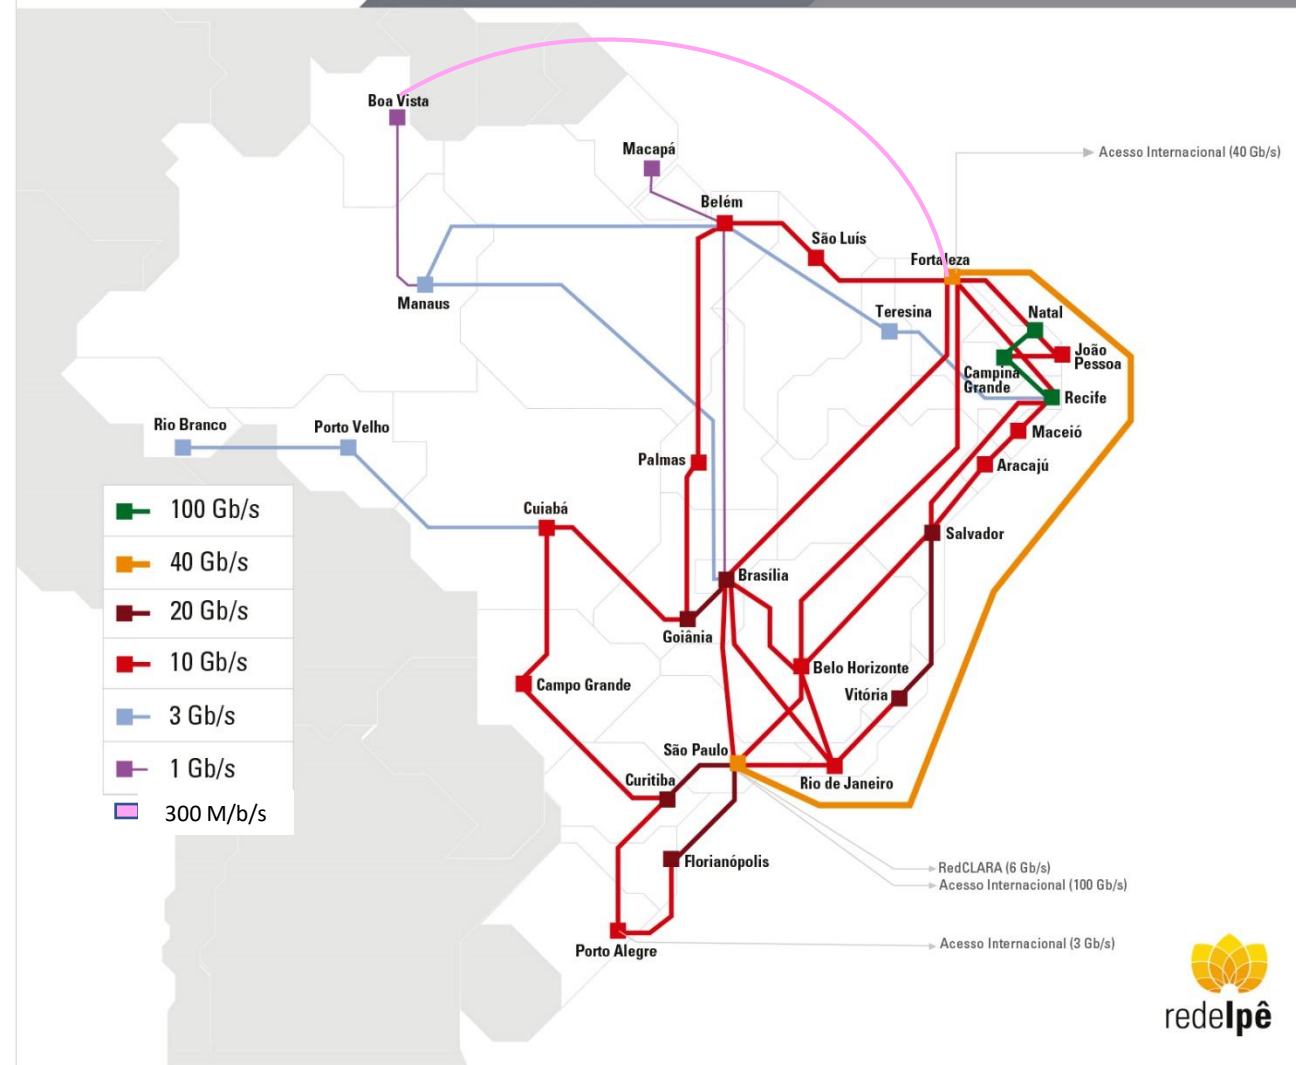 Boa Vista
Macapá
Acesso Internacional (40 Gb/s)
Belém
São Luís
Fortaleza
Manaus
Teresina
Natal
João
Pessoa
Campina
Grande
Recife
Rio Branco
Porto Velho
Maceió
Palmas
Aracajú
100 Gb/s
Cuiabá
Salvador
40 Gb/s
Brasília
20 Gb/s
Goiânia
10 Gb/s
Belo Horizonte
Campo Grande
Vitória
3 Gb/s
São Paulo
1 Gb/s
Curitiba
Rio de Janeiro
300 M/b/s
Florianópolis
RedCLARA (6 Gb/s)
Acesso Internacional (100 Gb/s)
Porto Alegre
Acesso Internacional (3 Gb/s)
redeIpê